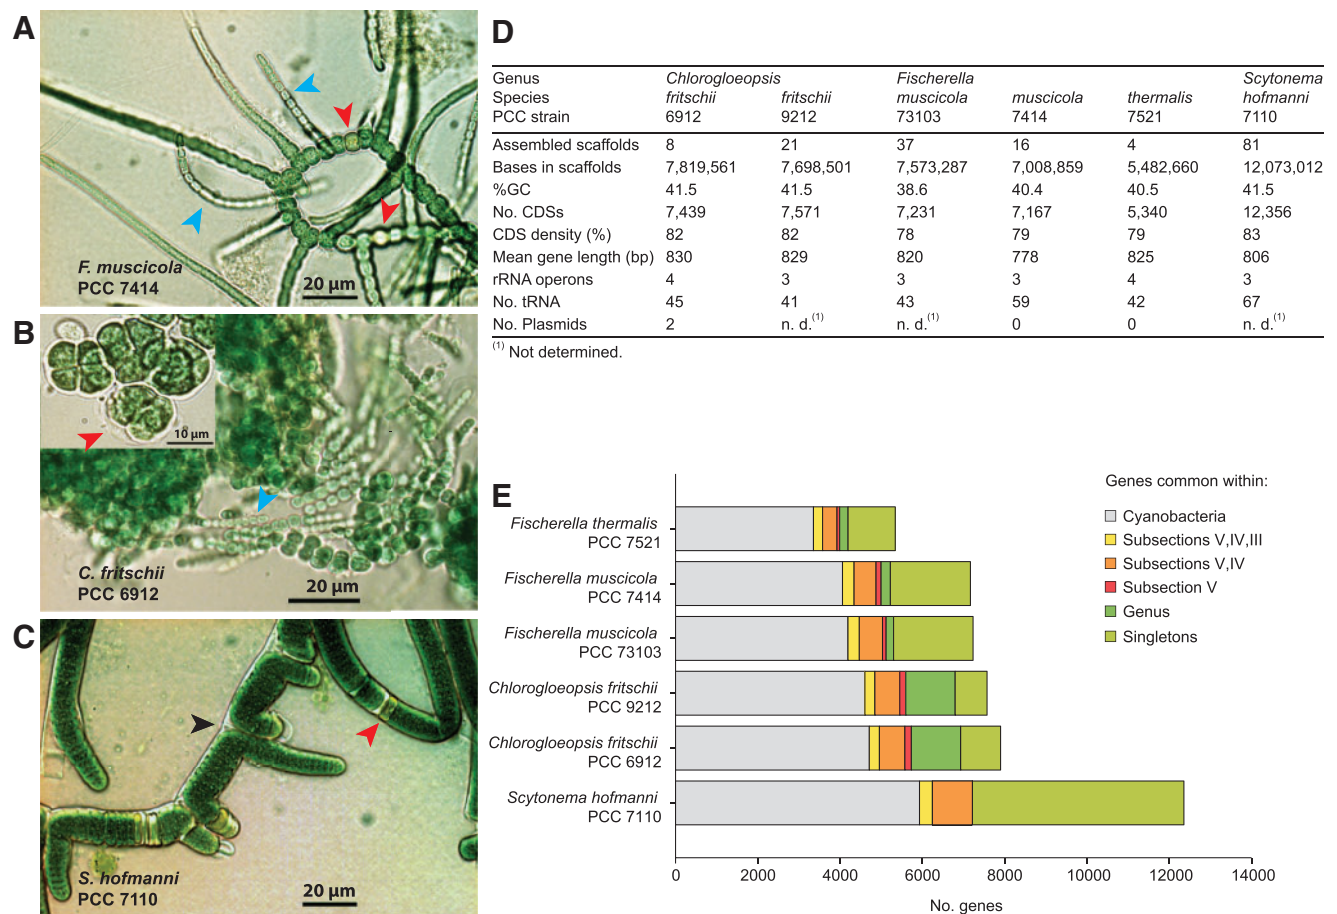 A
F. muscicola
PCC 7414
20 µm
B
10 µm
C. fritschii
PCC 6912
20 µm
C
S. hofmanni
PCC 7110
20 µm
D
Genus Chlorogloeopsis Fischerella Scytonema
Species fritschii fritschii muscicola muscicola thermalis hofmanni
PCC strain 6912 9212 73103 7414 7521 7110
Assembled scaffolds 8 21 37 16 4 81
Bases in scaffolds 7,819,561 7,698,501 7,573,287 7,008,859 5,482,660 12,073,012
%GC 41.5 41.5 38.6 40.4 40.5 41.5
No. CDSs 7,439 7,571 7,231 7,167 5,340 12,356
CDS density (%) 82 82 78 79 79 83
Mean gene length (bp) 830 829 820 778 825 806
rRNA operons 4 3 3 3 4 3
No. tRNA 45 41 43 59 42 67
No. Plasmids 2 n. d.(1) n. d.(1) 0 0 n. d.(1)
(1) Not determined.
E
Fischerella thermalis
PCC 7521
Fischerella muscicola
PCC 7414
Fischerella muscicola
PCC 73103
Chlorogloeopsis fritschii
PCC 9212
Chlorogloeopsis fritschii
PCC 6912
Scytonema hofmanni
PCC 7110
0 2000 4000 6000 8000 10000 12000 14000
No. genes
Genes common within:
Cyanobacteria
Subsections V,IV,III
Subsections V,IV
Subsection V
Genus
Singletons